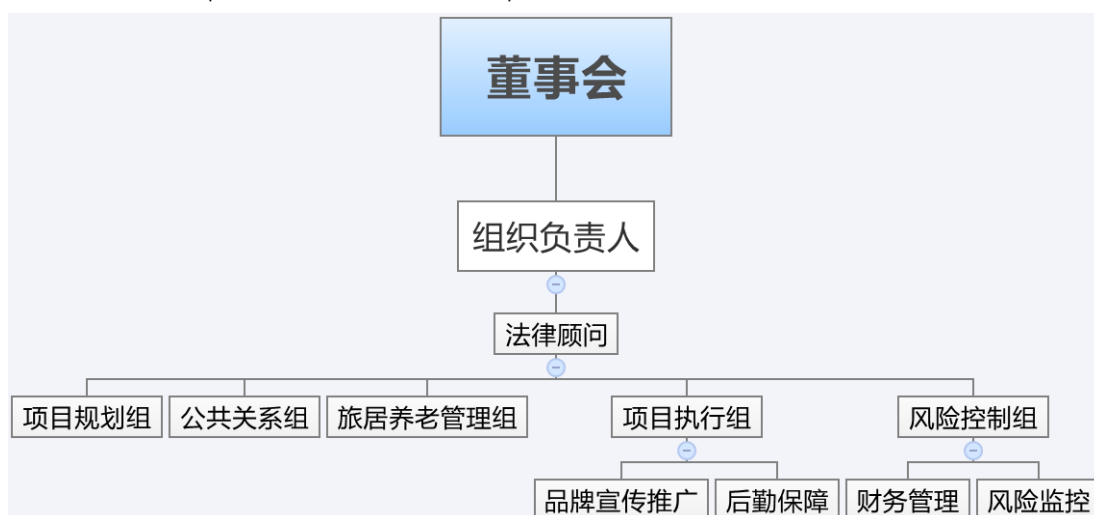 董事会
组织负责人
法律顾问
项目规划组 公共关系组 旅居养老管理组 项目执行组 风险控制组
品牌宣传推广 后勤保障 财务管理 风险监控